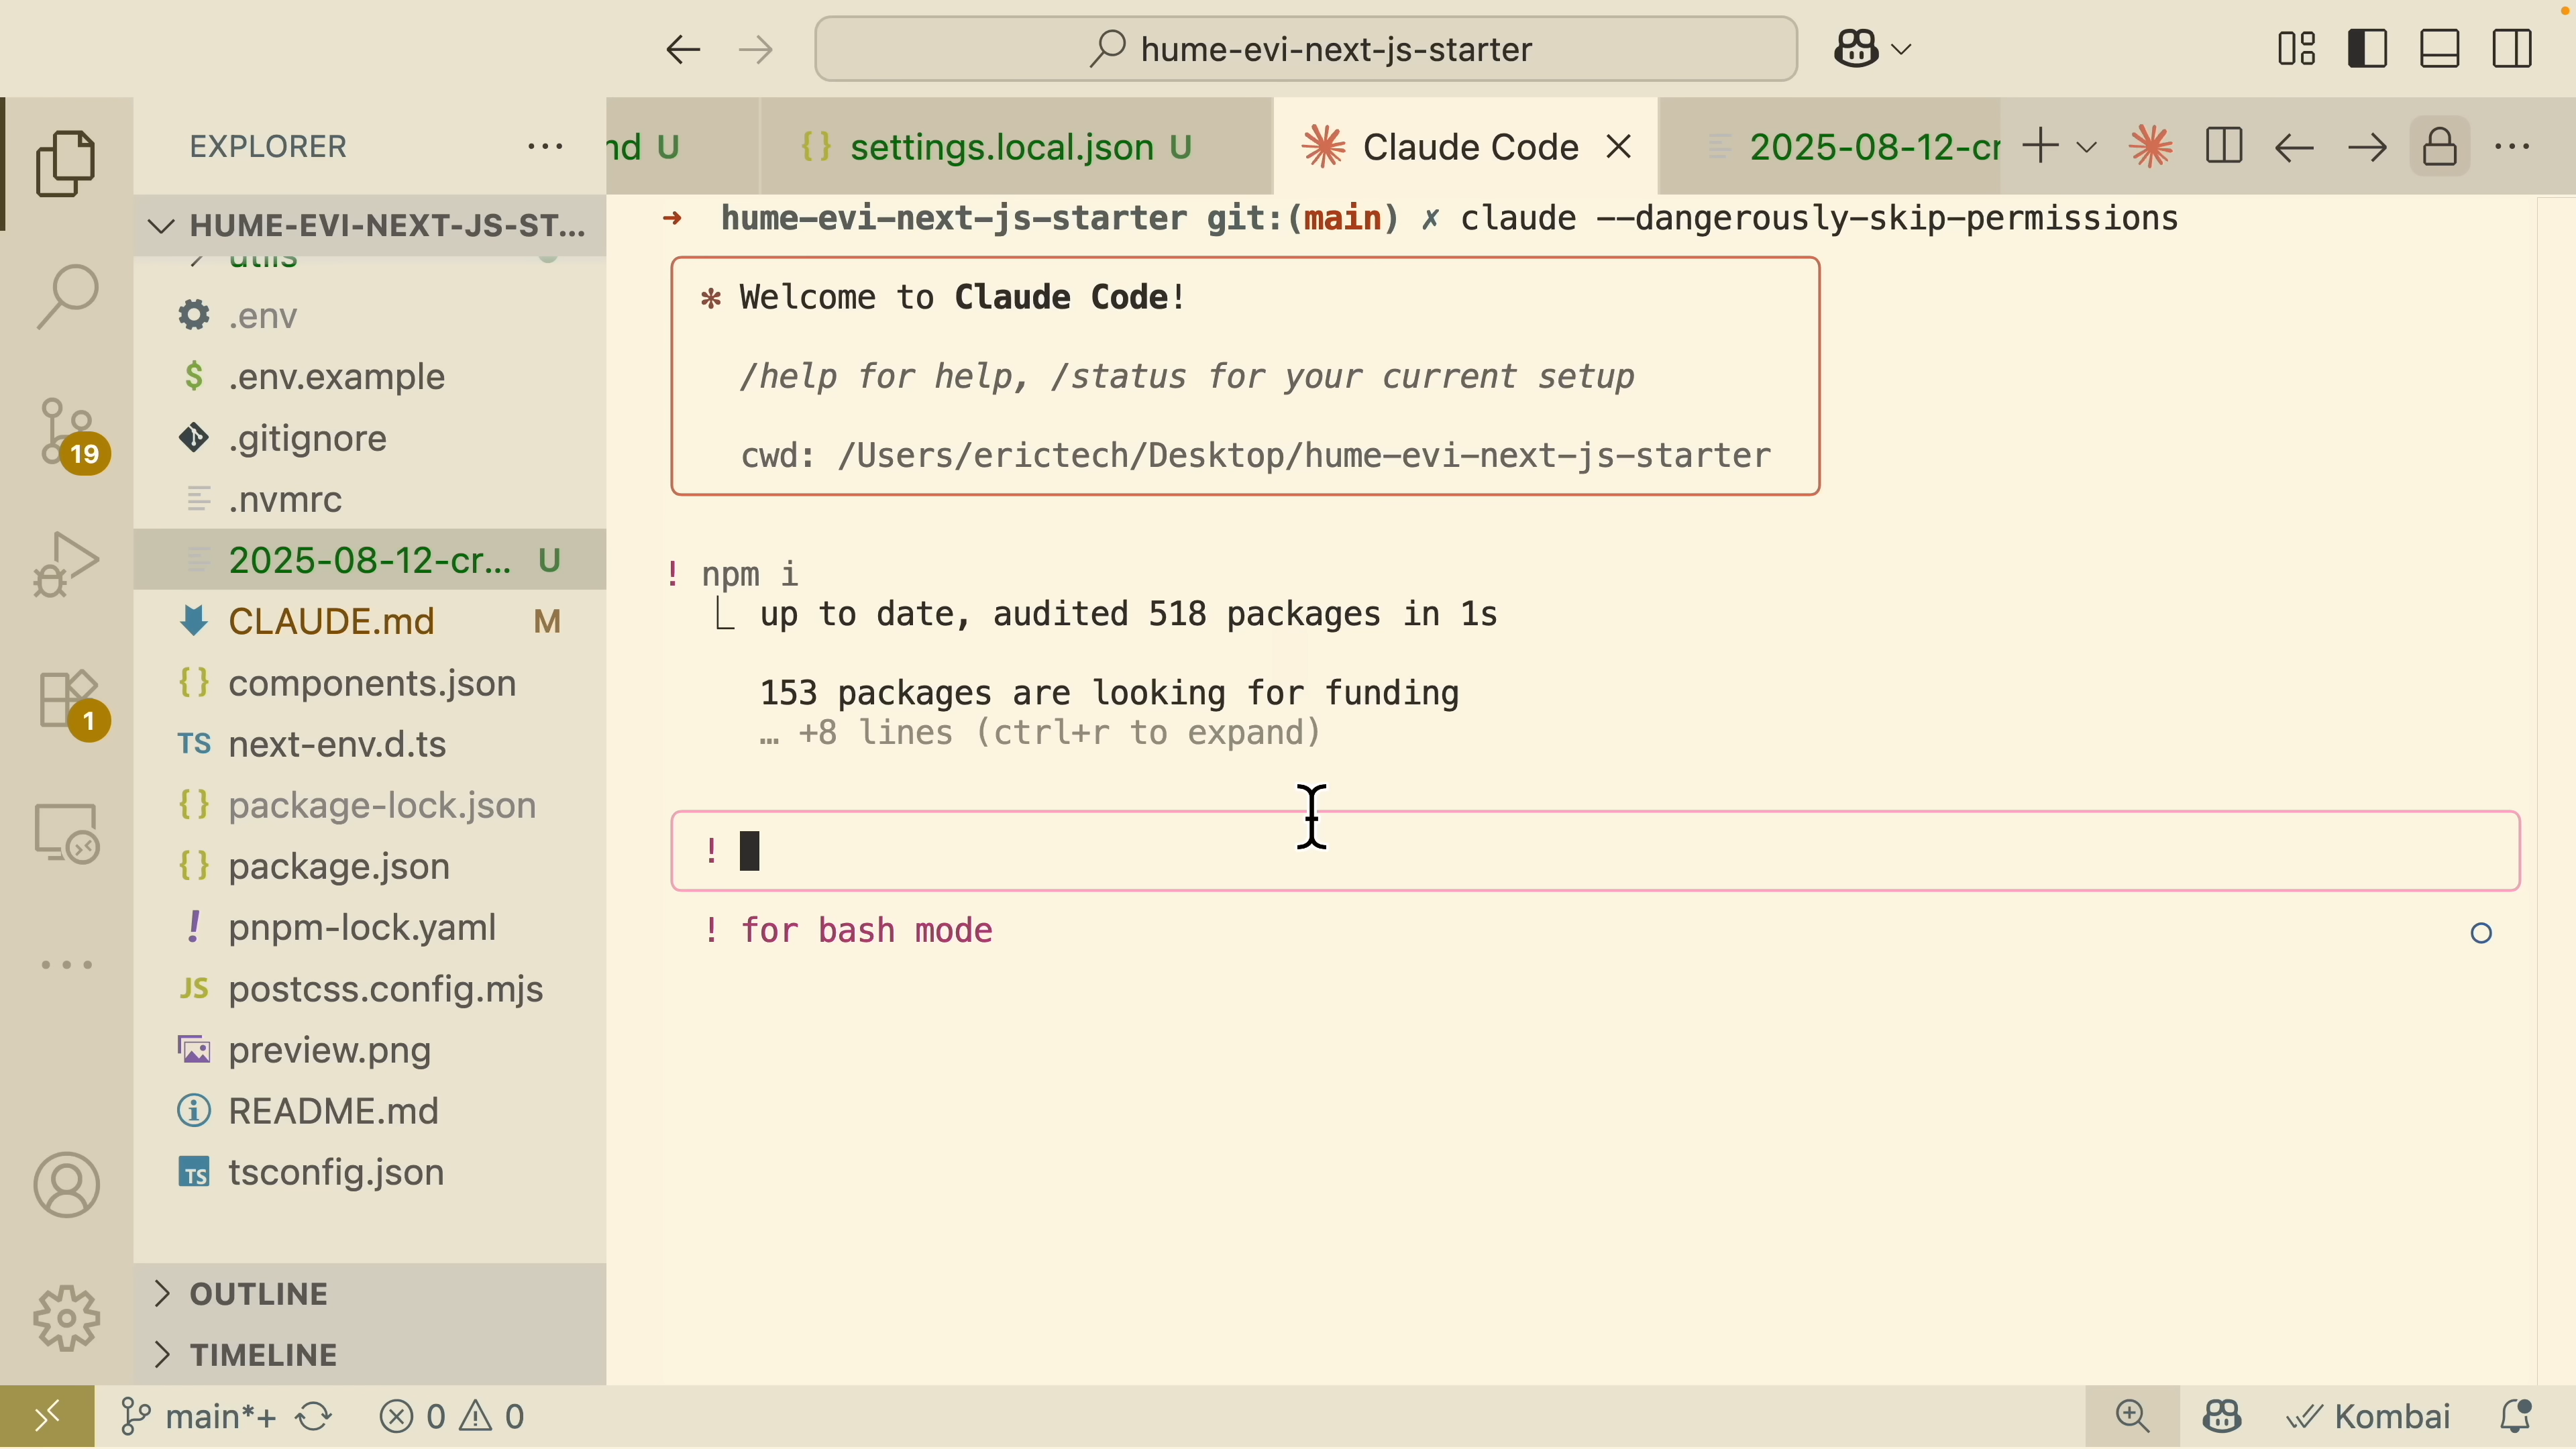 hume-evi-next-js-starter
EXPLORER
nd U
settings.local.json U
Claude Code
2025-08-12-cr
HUME-EVI-NEXT-JS-ST...
utils
.env
.env.example
.gitignore
.nvmrc
2025-08-12-cr... U
CLAUDE.md M
components.json
next-env.d.ts
package-lock.json
package.json
pnpm-lock.yaml
postcss.config.mjs
preview.png
README.md
tsconfig.json
OUTLINE
TIMELINE
19
1
➜ hume-evi-next-js-starter git:(main) ✗ claude --dangerously-skip-permissions
✻ Welcome to Claude Code!
/help for help, /status for your current setup
cwd: /Users/erictech/Desktop/hume-evi-next-js-starter
! npm i
⎿ up to date, audited 518 packages in 1s
153 packages are looking for funding
… +8 lines (ctrl+r to expand)
!
! for bash mode
main*+
0 0
Kombai